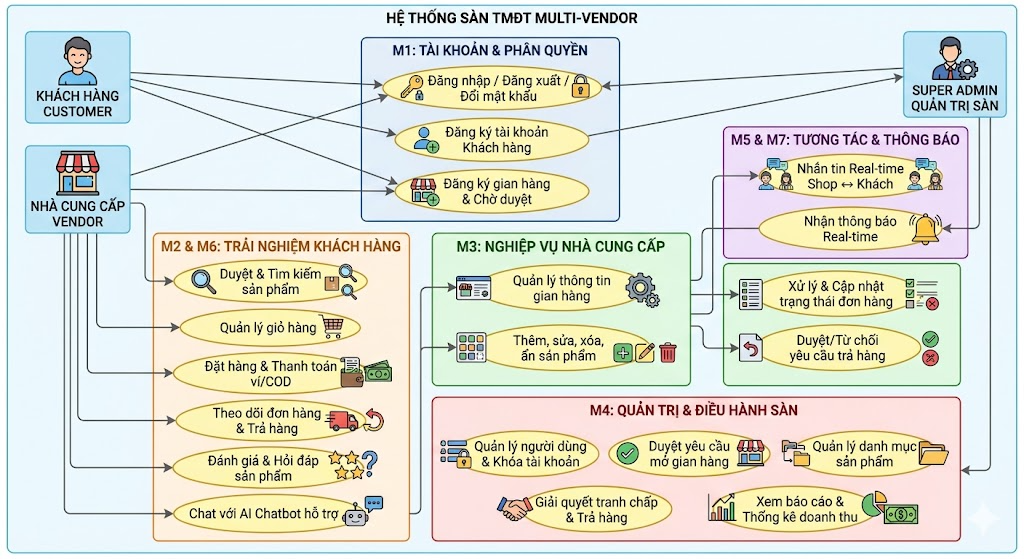 HỆ THỐNG SÀN TMĐT MULTI-VENDOR
KHÁCH HÀNG
CUSTOMER
NHÀ CUNG CẤP
VENDOR
M1: TÀI KHOẢN & PHÂN QUYỀN
Đăng nhập / Đăng xuất /
Đổi mật khẩu
Đăng ký tài khoản
Khách hàng
Đăng ký gian hàng
& Chờ duyệt
SUPER ADMIN
QUẢN TRỊ SÀN
M5 & M7: TƯƠNG TÁC & THÔNG BÁO
Nhắn tin Real-time
Shop ↔ Khách
Nhận thông báo
Real-time
M2 & M6: TRẢI NGHIỆM KHÁCH HÀNG
Duyệt & Tìm kiếm
sản phẩm
Quản lý giỏ hàng
Đặt hàng & Thanh toán
ví/COD
Theo dõi đơn hàng
& Trả hàng
Đánh giá & Hỏi đáp
sản phẩm
Chat với AI Chatbot hỗ trợ
M3: NGHIỆP VỤ NHÀ CUNG CẤP
Quản lý thông tin
gian hàng
Thêm, sửa, xóa,
ẩn sản phẩm
Xử lý & Cập nhật
trạng thái đơn hàng
Duyệt/Từ chối
yêu cầu trả hàng
M4: QUẢN TRỊ & ĐIỀU HÀNH SÀN
Quản lý người dùng
& Khóa tài khoản
Duyệt yêu cầu
mở gian hàng
Quản lý danh mục
sản phẩm
Giải quyết tranh chấp
& Trả hàng
Xem báo cáo &
Thống kê doanh thu